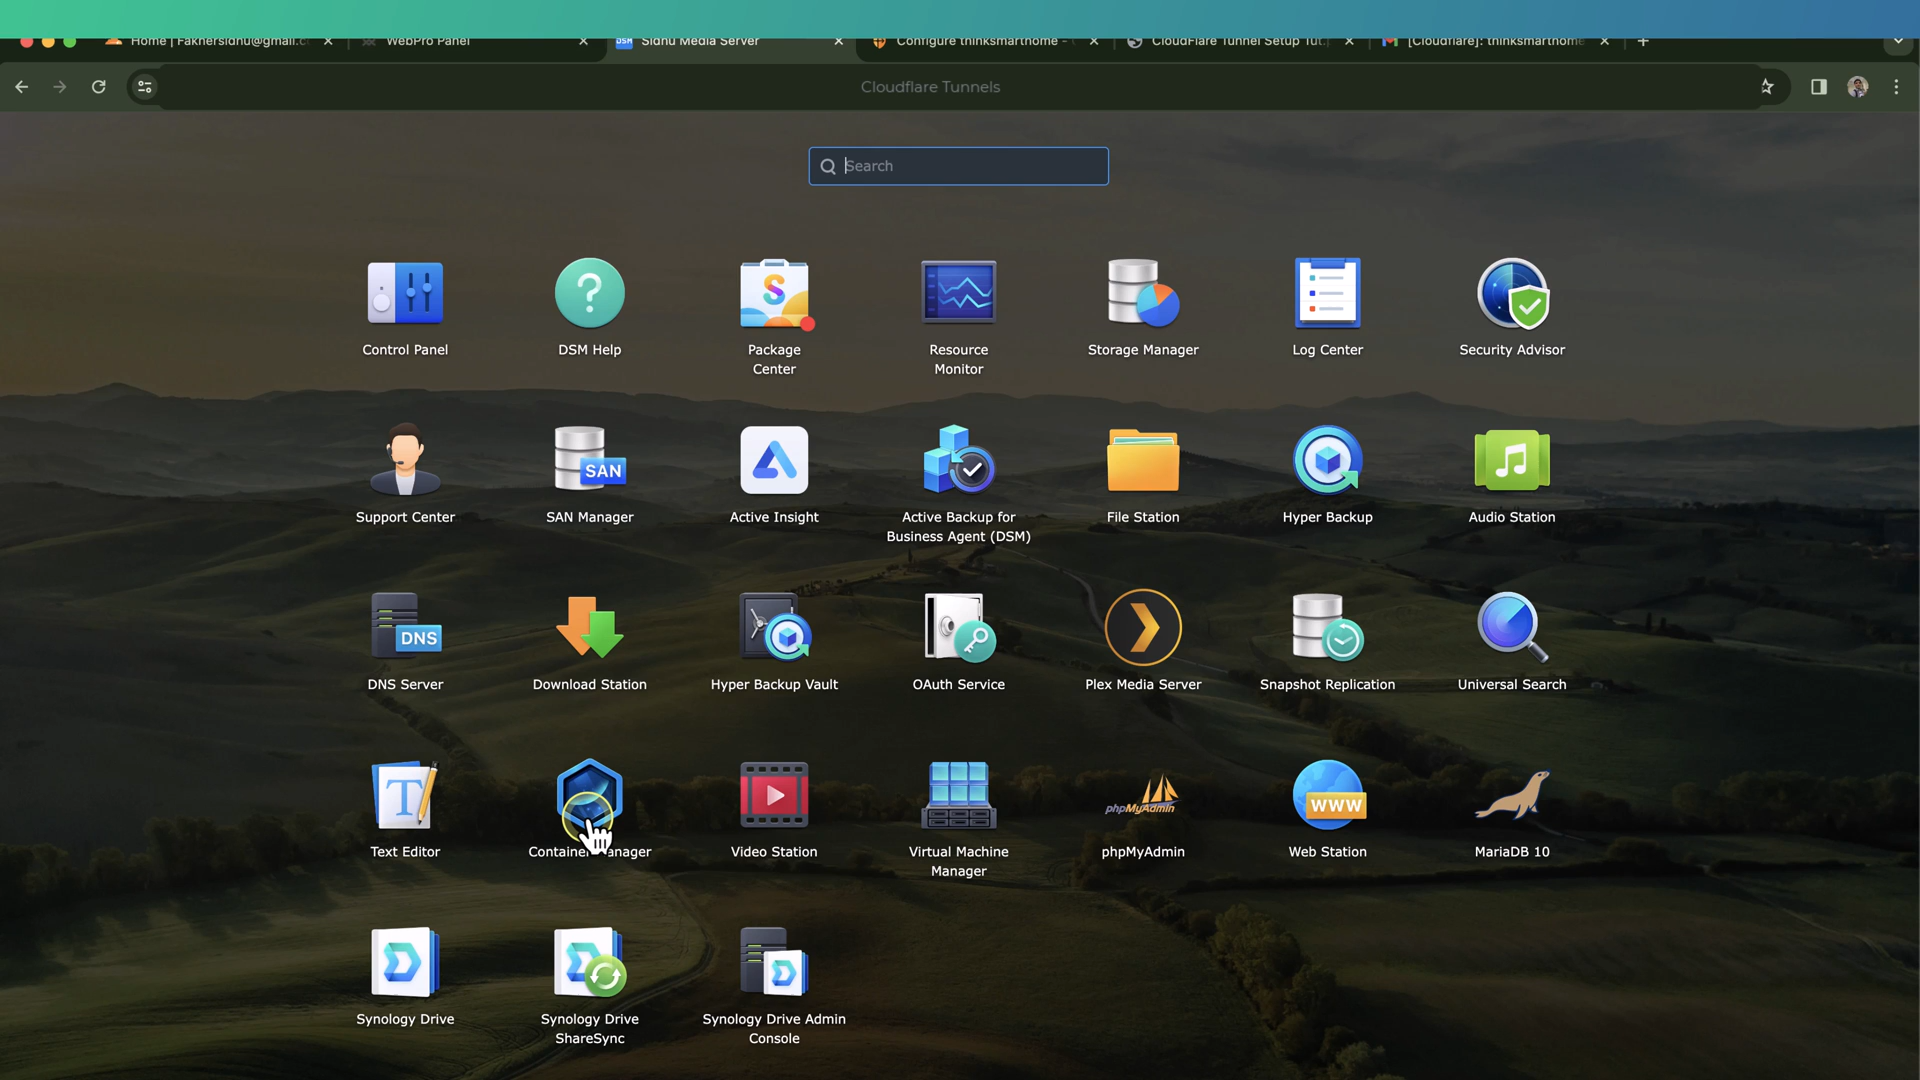 Home | Fakhersidhu@gmail.c
WebPro Panel
DSM
Sidhu Media Server
Configure thinksmarthome -
CloudFlare Tunnel Setup Tut
[Cloudflare]: thinksmarthome
Cloudflare Tunnels
Search
Control Panel
DSM Help
Package
Center
Resource
Monitor
Storage Manager
Log Center
Security Advisor
SAN
Support Center
SAN Manager
Active Insight
Active Backup for
Business Agent (DSM)
File Station
Hyper Backup
Audio Station
DNS
DNS Server
Download Station
Hyper Backup Vault
OAuth Service
Plex Media Server
Snapshot Replication
Universal Search
T
phpMyAdmin
WWW
Text Editor
Container Manager
Video Station
Virtual Machine
Manager
phpMyAdmin
Web Station
MariaDB 10
Synology Drive
Synology Drive
ShareSync
Synology Drive Admin
Console